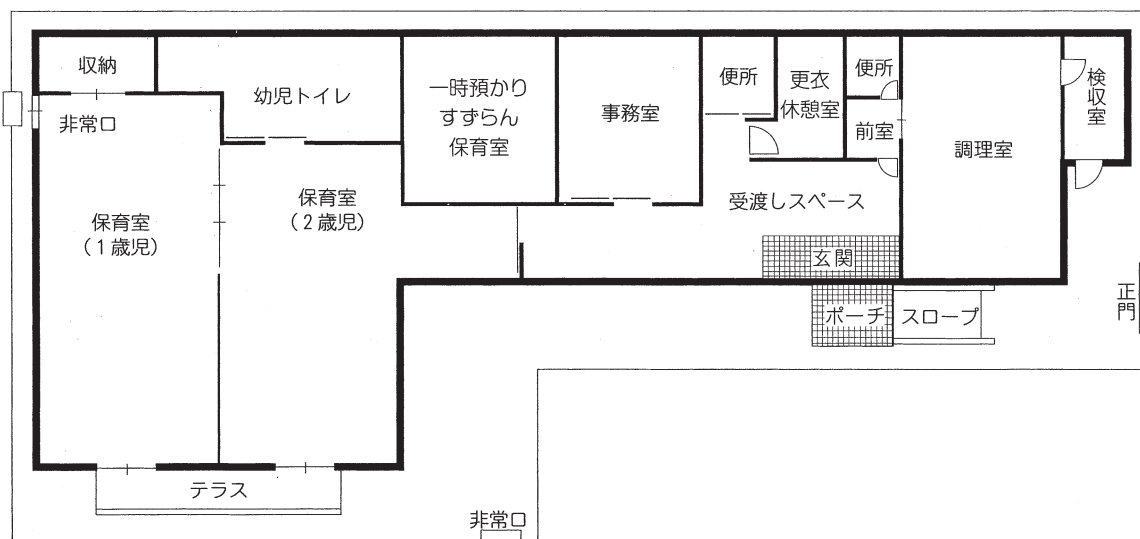 収納
幼児トイレ
一時預かり
すずらん
保育室
事務室
便所
更衣
休憩室
便所
前室
調理室
検収室
非常口
保育室
（１歳児）
保育室
（２歳児）
受渡しスペース
玄関
ポーチ
スロープ
正門
テラス
非常口